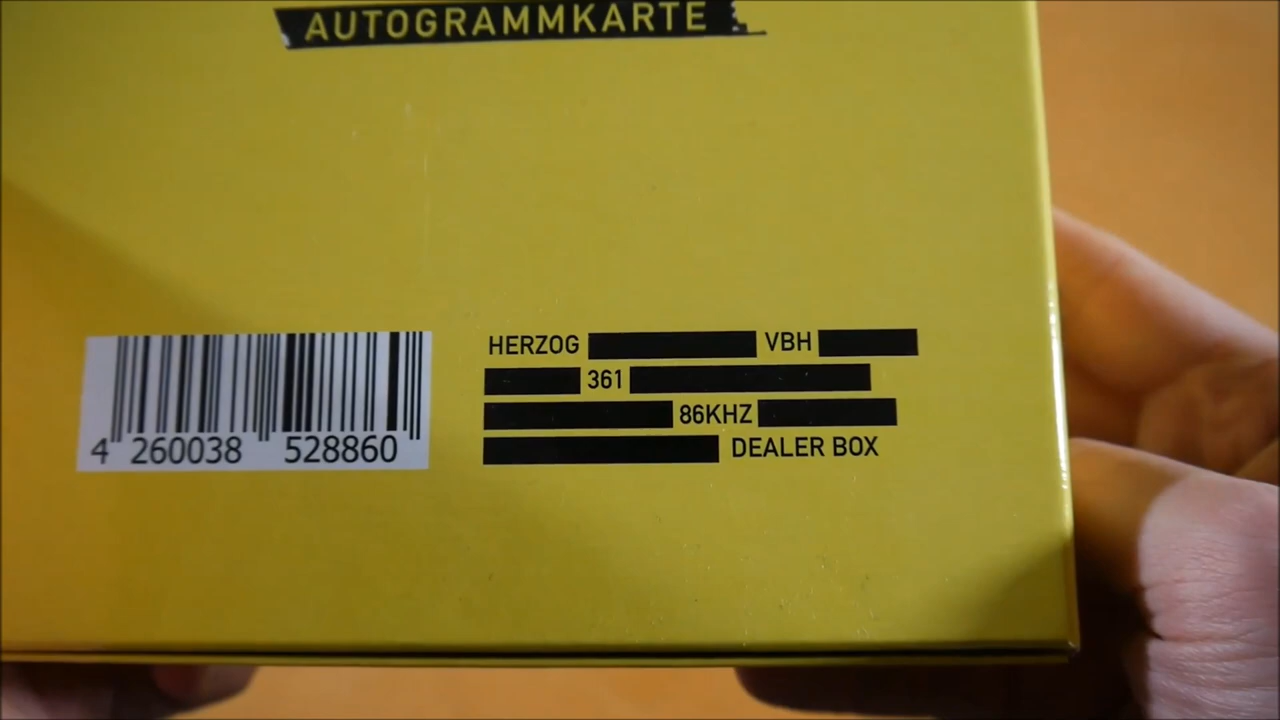 AUTOGRAMMKARTE
HERZOG VBH
361
86KHZ
DEALER BOX
4 260038 528860